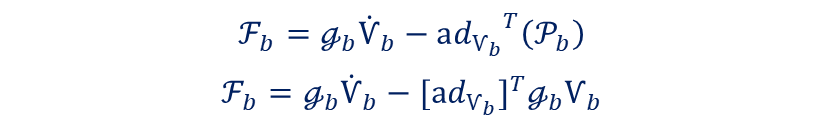 ℱ_b = ℊ_b V̇_b − ad_{V_b}^T(𝒫_b)
ℱ_b = ℊ_b V̇_b − [ad_{V_b}]^T ℊ_b V_b